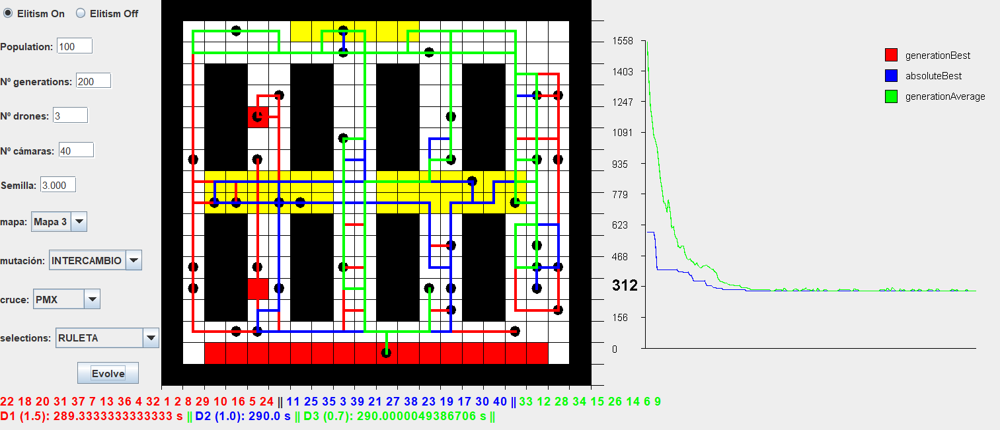 Elitism On Elitism Off
Population: 100
Nº generations: 200
Nº drones: 3
Nº cámaras: 40
Semilla: 3.000
mapa: Mapa 3
mutación: INTERCAMBIO
cruce: PMX
selections: RULETA
Evolve
1558
1403
1247
1091
935
779
623
468
312
156
0
generationBest
absoluteBest
generationAverage
22 18 20 31 37 7 13 36 4 32 1 2 8 29 10 16 5 24 || 11 25 35 3 39 21 27 38 23 19 17 30 40 || 33 12 28 34 15 26 14 6 9
D1 (1.5): 289.3333333333333 s || D2 (1.0): 290.0 s || D3 (0.7): 290.0000049386706 s ||